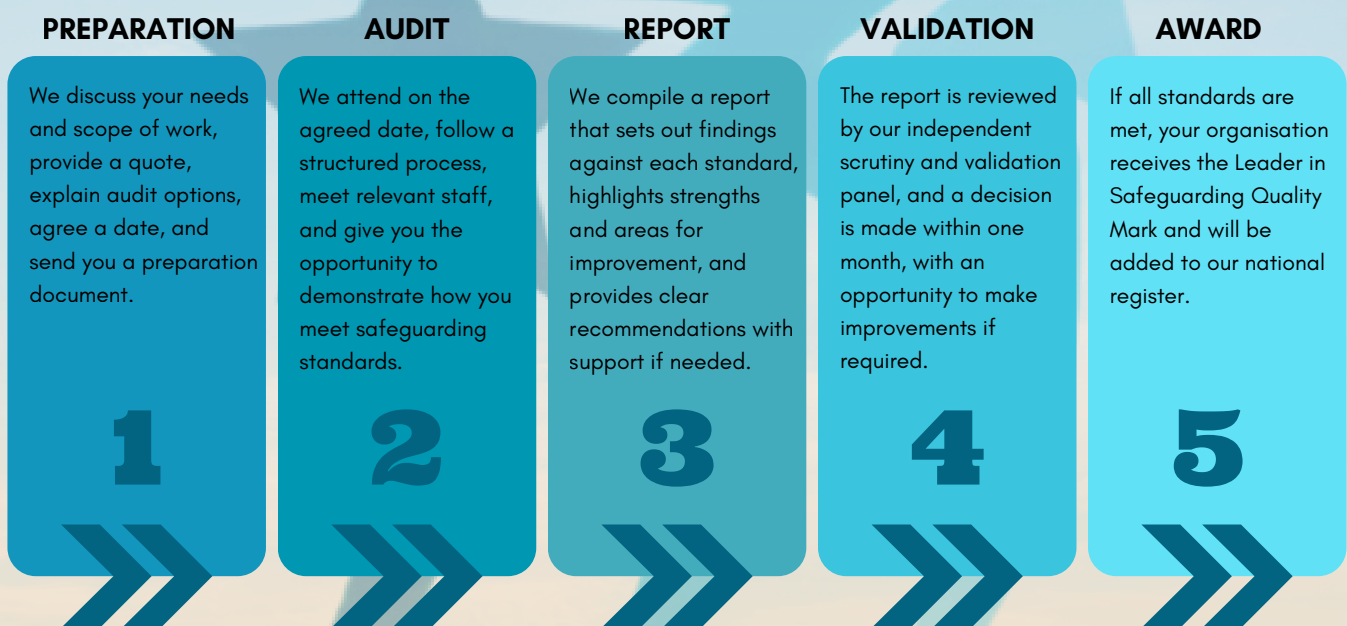 PREPARATION
We discuss your needs
and scope of work,
provide a quote,
explain audit options,
agree a date, and
send you a preparation
document.
1
AUDIT
We attend on the
agreed date, follow a
structured process,
meet relevant staff,
and give you the
opportunity to
demonstrate how you
meet safeguarding
standards.
2
REPORT
We compile a report
that sets out findings
against each standard,
highlights strengths
and areas for
improvement, and
provides clear
recommendations with
support if needed.
3
VALIDATION
The report is reviewed
by our independent
scrutiny and validation
panel, and a decision
is made within one
month, with an
opportunity to make
improvements if
required.
4
AWARD
If all standards are
met, your organisation
receives the Leader in
Safeguarding Quality
Mark and will be
added to our national
register.
5